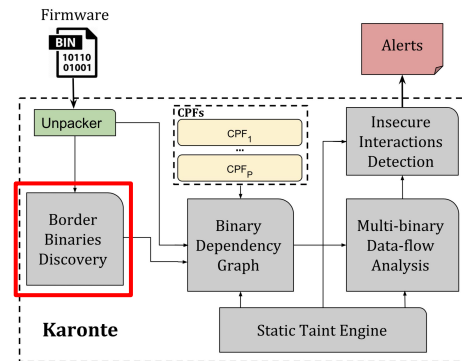 Firmware
BIN
10110
01001
Alerts
CPFs
Unpacker
CPF1
...
CPFP
Insecure
Interactions
Detection
Border
Binaries
Discovery
Binary
Dependency
Graph
Multi-binary
Data-flow
Analysis
Karonte
Static Taint Engine